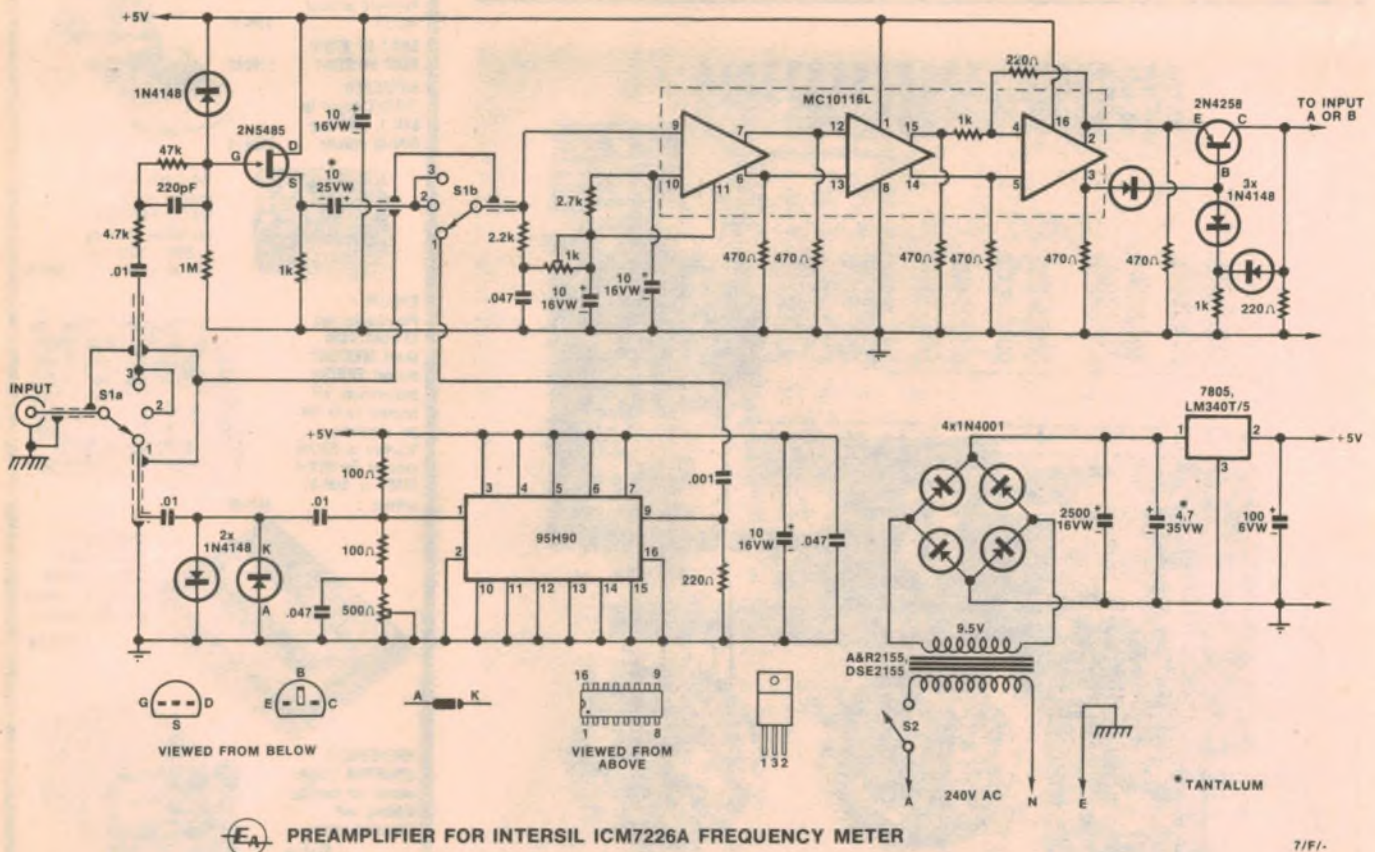 +5V
1N4148
2N5485
D
G
S
47k
220pF
4.7k
.01
1M
1k
10
16VW
+
*
10
25VW
- +
3
S1b
2
1
2.2k
.047
2.7k
1k
10
16VW
+
-
*
10
16VW
+
-
MC10116L
9
10
11
7
6
12
13
1
8
15
14
1k
220Ω
4
5
16
2
3
470Ω
470Ω
470Ω
470Ω
470Ω
470Ω
2N4258
E
C
B
TO INPUT
A OR B
3x
1N4148
1k
220Ω
INPUT
S1a
3
2
1
.01
2x
1N4148
K
A
.01
+5V
100Ω
100Ω
500Ω
.047
95H90
1
2
3
4
5
6
7
9
16
10
11
12
13
14
15
.001
220Ω
10
16VW
+
-
.047
4x1N4001
2500
16VW
+
-
*
4.7
35VW
+
-
7805,
LM340T/5
1
2
3
100
6VW
+
-
+5V
9.5V
A&R2155,
DSE2155
S2
A
240V AC
N
E
G
D
S
B
E
C
VIEWED FROM BELOW
A
K
16
9
1
8
VIEWED FROM
ABOVE
1 3 2
* TANTALUM
EA PREAMPLIFIER FOR INTERSIL ICM7226A FREQUENCY METER
7/F/-